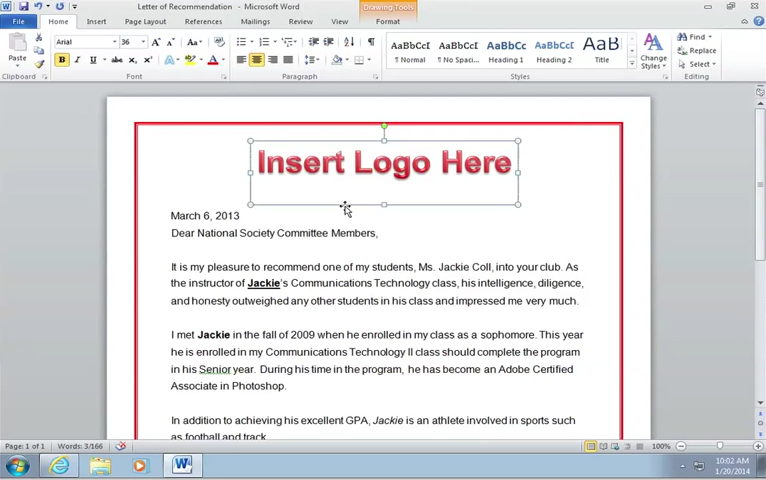 Letter of Recommendation - Microsoft Word
Drawing Tools
File
Home
Insert
Page Layout
References
Mailings
Review
View
Format
Paste
Arial
36
AaBbCcI
AaBbCcI
AaBbCcI
AaBbCcI
AaB
¶ Normal
¶ No Spaci...
Heading 1
Heading 2
Title
Change
Styles
Find
Replace
Select
Clipboard
Font
Paragraph
Styles
Editing
Insert Logo Here
March 6, 2013
Dear National Society Committee Members,
It is my pleasure to recommend one of my students, Ms. Jackie Coll, into your club. As
the instructor of Jackie's Communications Technology class, his intelligence, diligence,
and honesty outweighed any other students in his class and impressed me very much.
I met Jackie in the fall of 2009 when he enrolled in my class as a sophomore. This year
he is enrolled in my Communications Technology II class should complete the program
in his Senior year. During his time in the program, he has become an Adobe Certified
Associate in Photoshop.
In addition to achieving his excellent GPA, Jackie is an athlete involved in sports such
as football and track.
Page: 1 of 1
Words: 3/166
100%
10:02 AM
1/20/2014